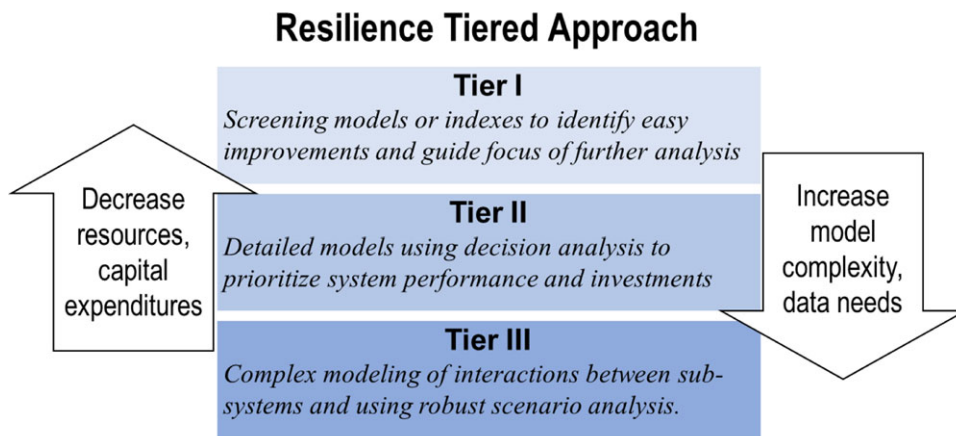 Resilience Tiered Approach
Tier I
Screening models or indexes to identify easy
improvements and guide focus of further analysis
Decrease
resources,
capital
expenditures
Tier II
Detailed models using decision analysis to
prioritize system performance and investments
Increase
model
complexity,
data needs
Tier III
Complex modeling of interactions between sub-
systems and using robust scenario analysis.